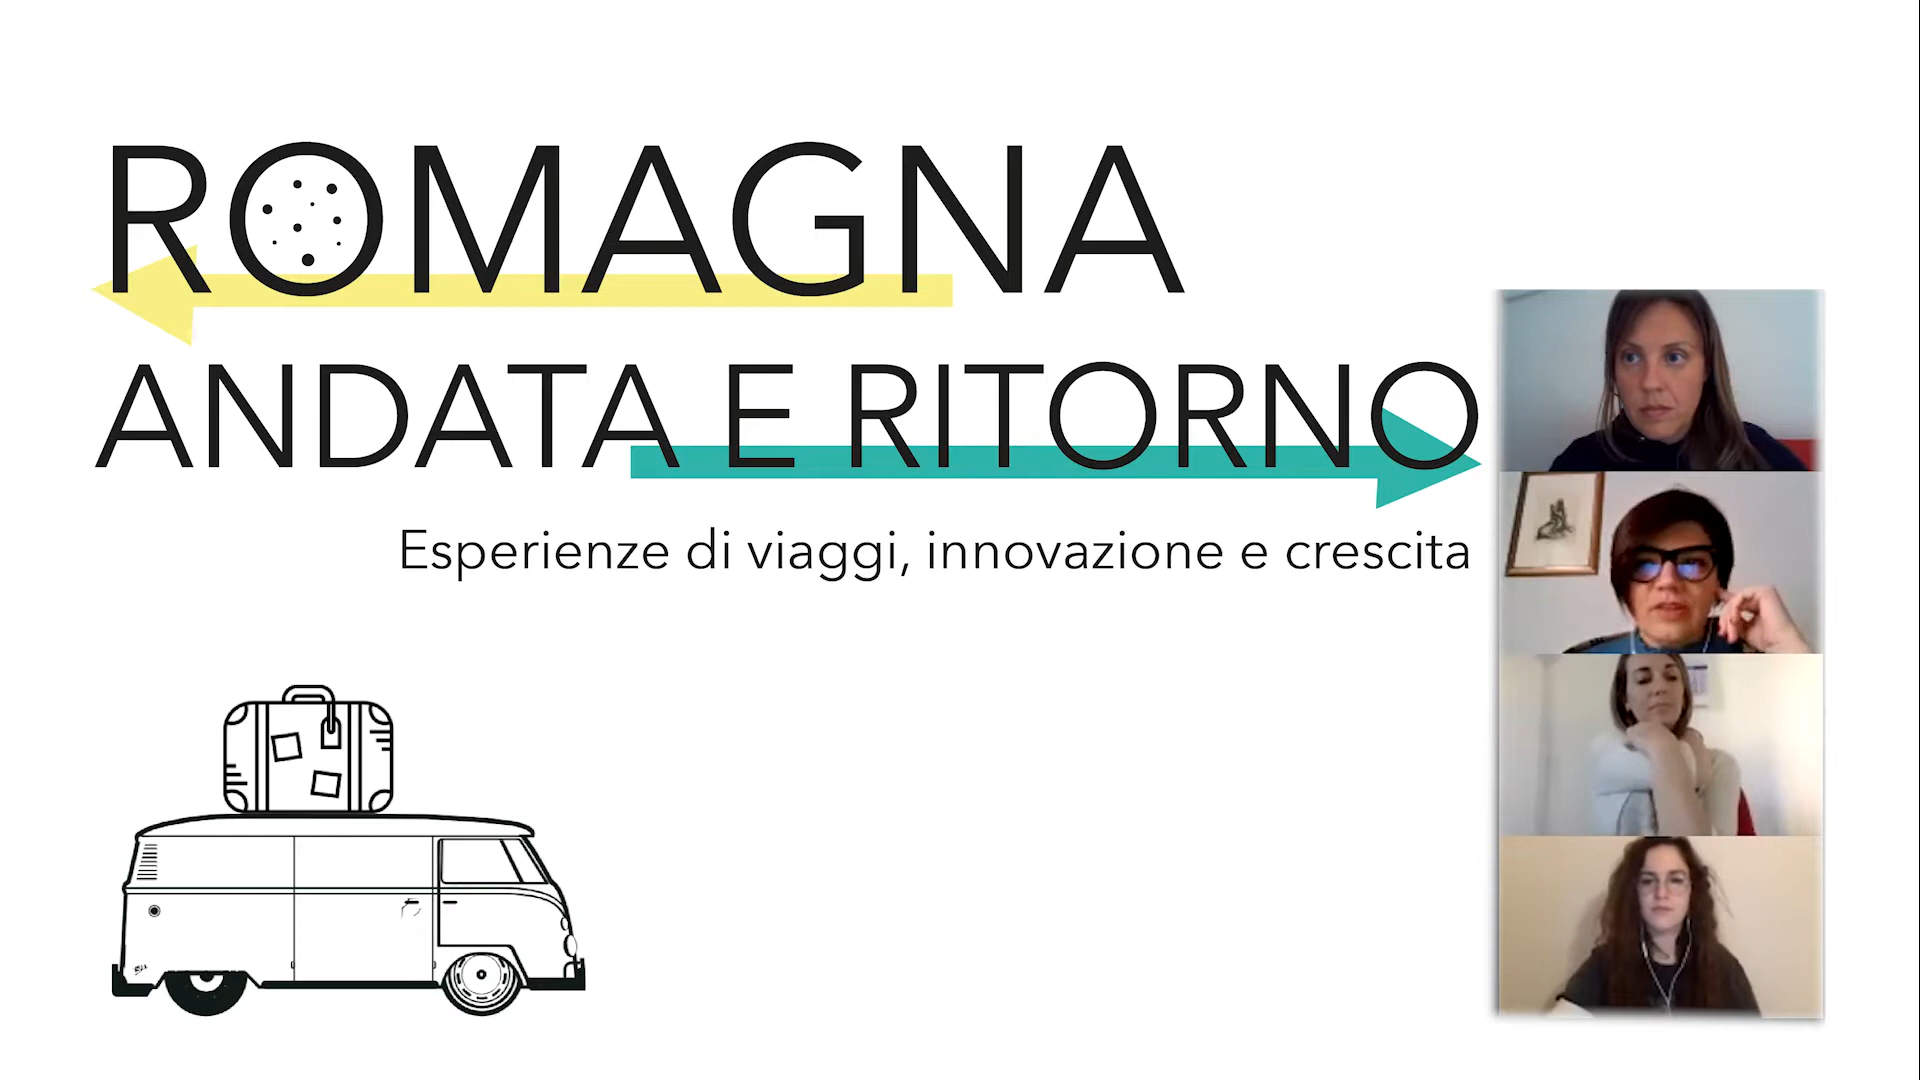 ROMAGNA
ANDATA E RITORNO
Esperienze di viaggi, innovazione e crescita